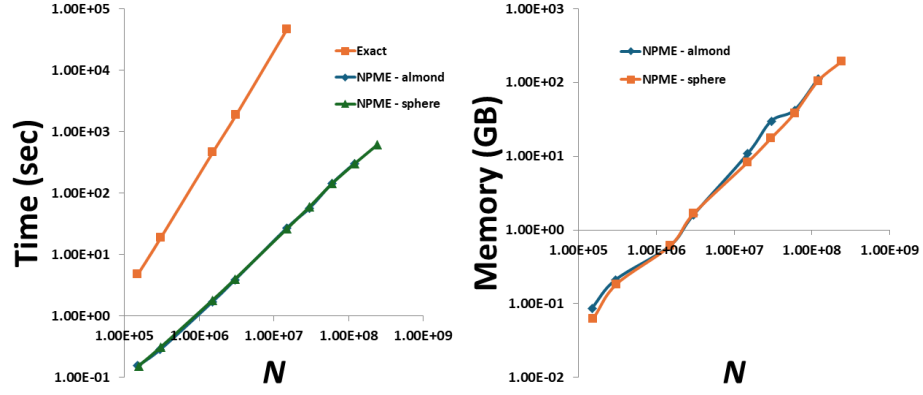 1.00E+05
1.00E+04
1.00E+03
1.00E+02
1.00E+01
1.00E+00
1.00E-01
1.00E+05 1.00E+06 1.00E+07 1.00E+08 1.00E+09
Time (sec)
N
Exact
NPME - almond
NPME - sphere
1.00E+03
1.00E+02
1.00E+01
1.00E+00
1.00E-01
1.00E-02
1.00E+05 1.00E+06 1.00E+07 1.00E+08 1.00E+09
Memory (GB)
N
NPME - almond
NPME - sphere